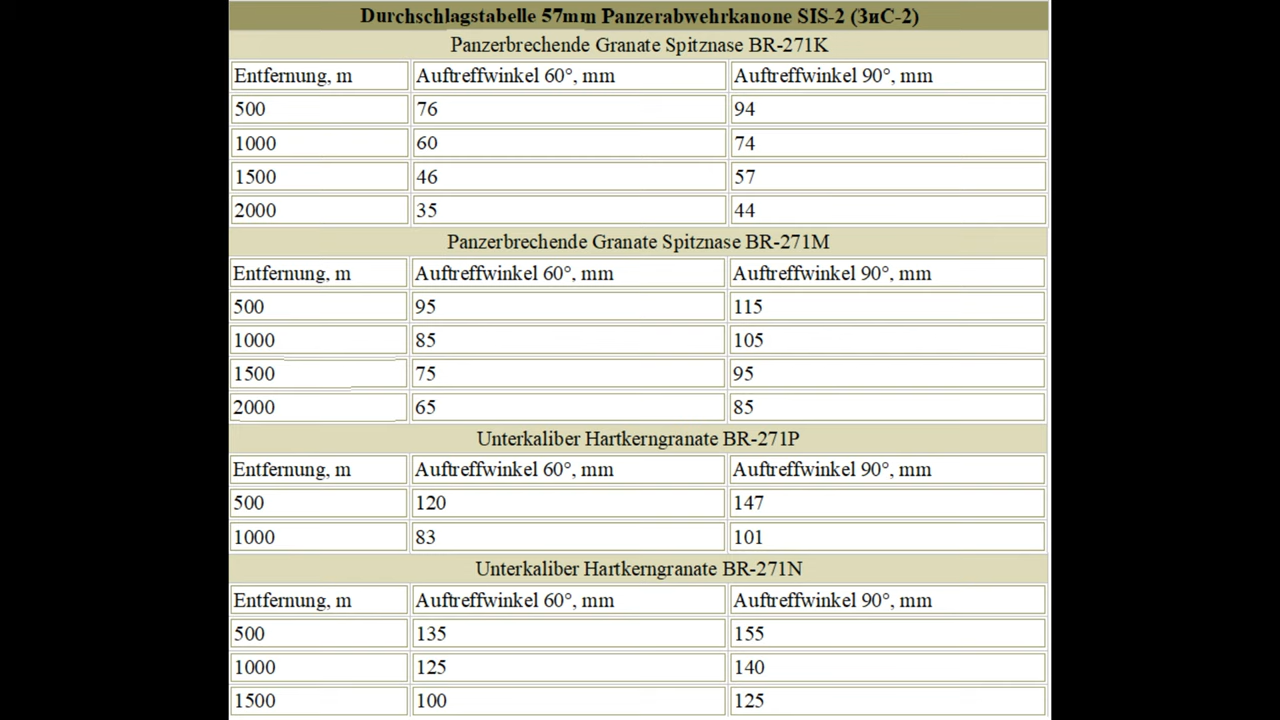 Durchschlagstabelle 57mm Panzerabwehrkanone SIS-2 (ЗиС-2)
Panzerbrechende Granate Spitznase BR-271K
Entfernung, m Auftreffwinkel 60°, mm Auftreffwinkel 90°, mm
500 76 94
1000 60 74
1500 46 57
2000 35 44
Panzerbrechende Granate Spitznase BR-271M
Entfernung, m Auftreffwinkel 60°, mm Auftreffwinkel 90°, mm
500 95 115
1000 85 105
1500 75 95
2000 65 85
Unterkaliber Hartkerngranate BR-271P
Entfernung, m Auftreffwinkel 60°, mm Auftreffwinkel 90°, mm
500 120 147
1000 83 101
Unterkaliber Hartkerngranate BR-271N
Entfernung, m Auftreffwinkel 60°, mm Auftreffwinkel 90°, mm
500 135 155
1000 125 140
1500 100 125